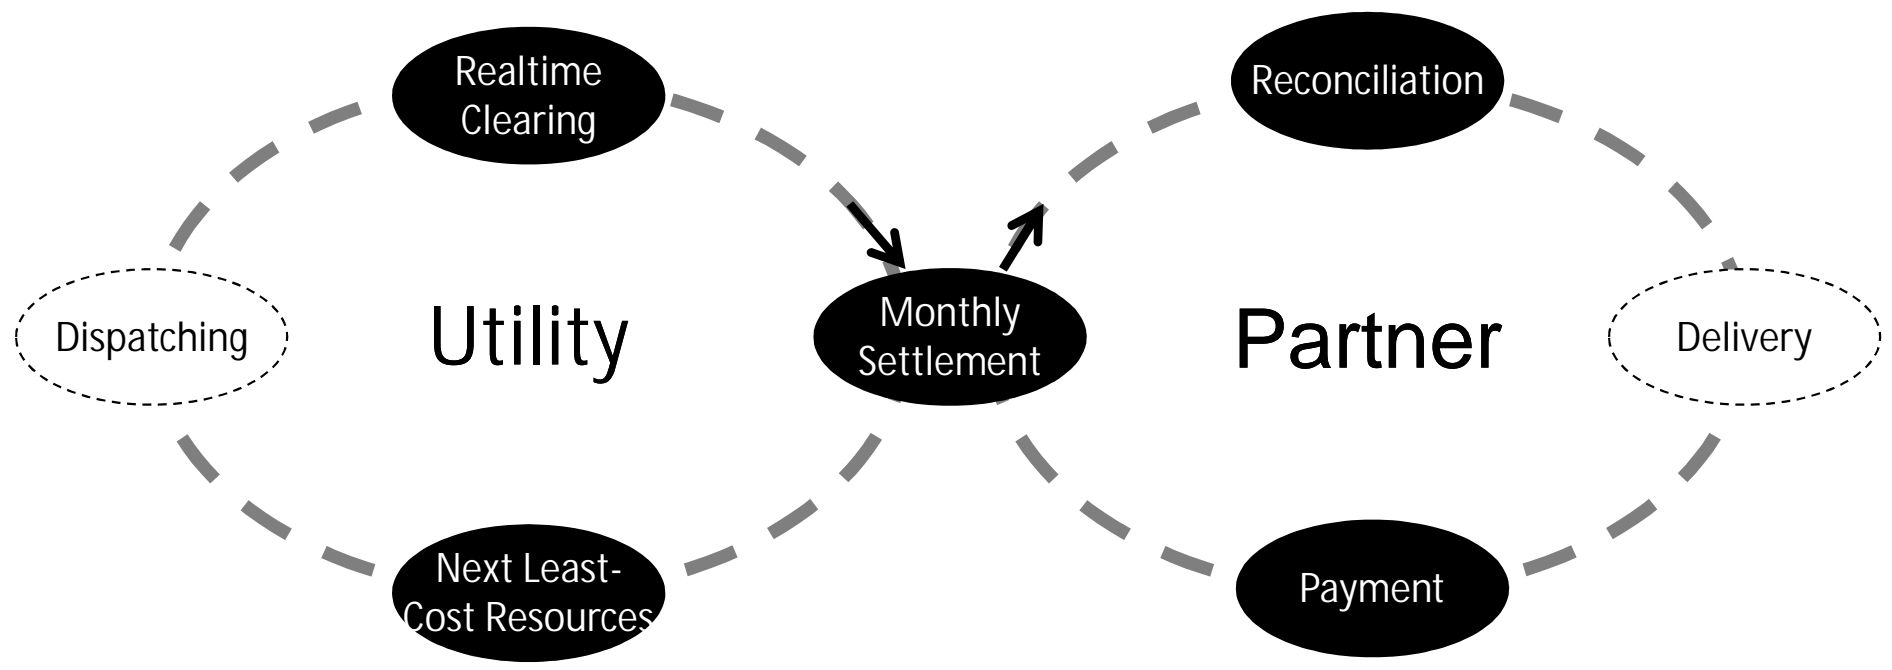 Realtime
Clearing
Reconciliation
Dispatching
Utility
Monthly
Settlement
Partner
Delivery
Next Least-
Cost Resources
Payment